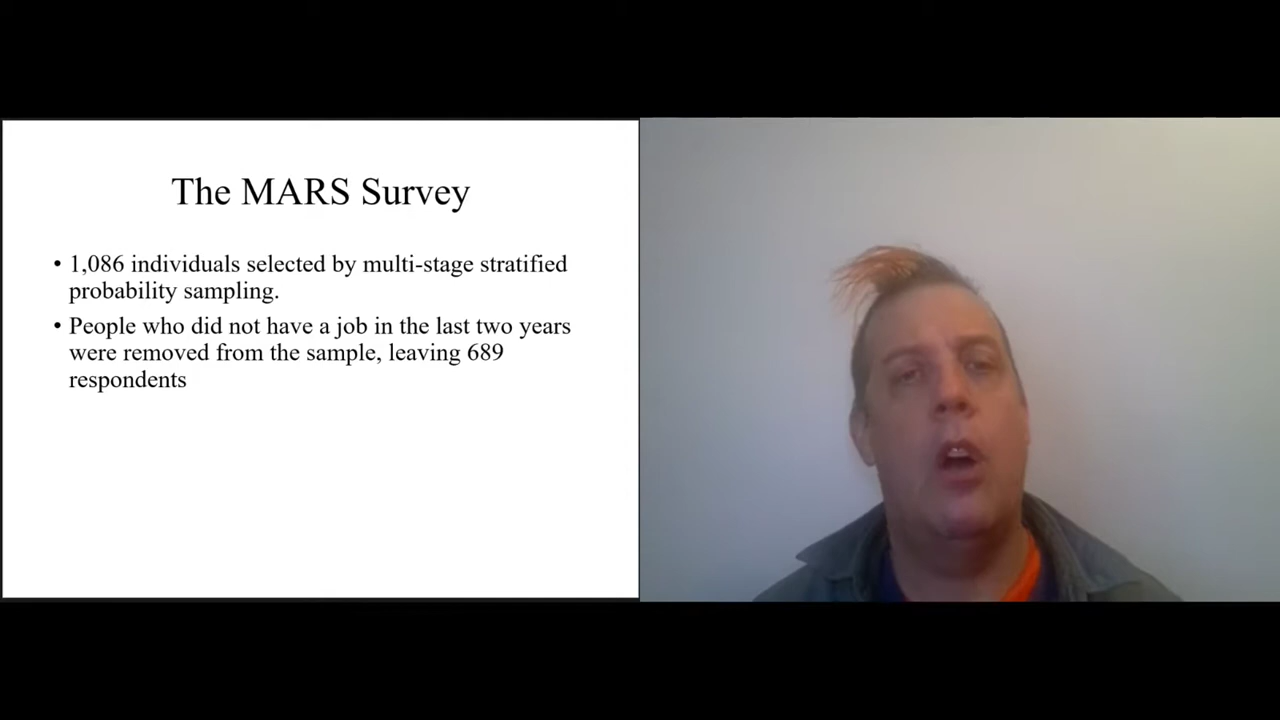 The MARS Survey
• 1,086 individuals selected by multi-stage stratified
probability sampling.
• People who did not have a job in the last two years
were removed from the sample, leaving 689
respondents